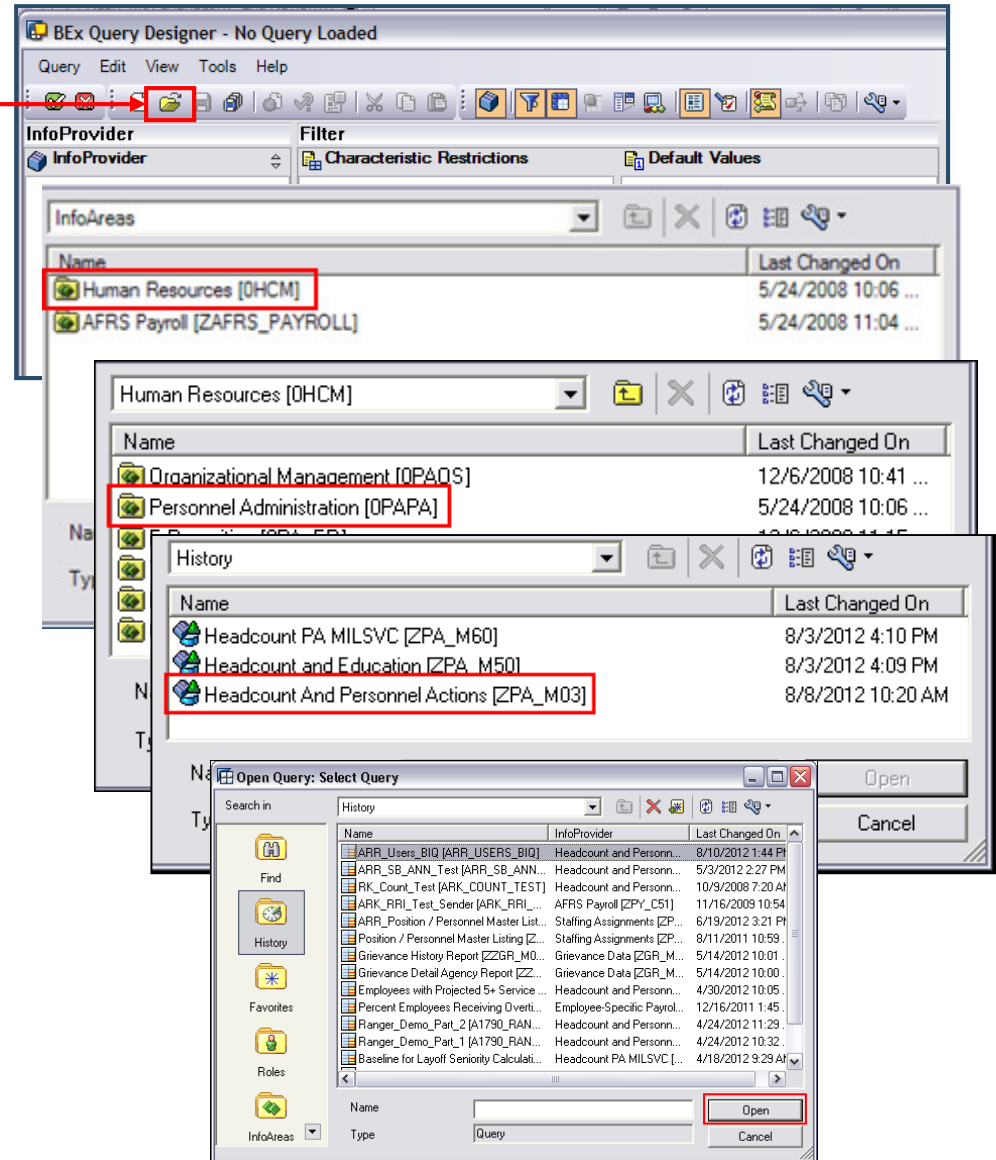 BEx Query Designer - No Query Loaded
Query Edit View Tools Help
InfoProvider Filter
InfoProvider Characteristic Restrictions Default Values
InfoAreas
Name Last Changed On
Human Resources [0HCM] 5/24/2008 10:06 ...
AFRS Payroll [ZAFRS_PAYROLL] 5/24/2008 11:04 ...
Human Resources [0HCM]
Name Last Changed On
Organizational Management [0PAOS] 12/6/2008 10:41 ...
Personnel Administration [0PAPA] 5/24/2008 10:06 ...
History
Name Last Changed On
Headcount PA MILSVC [ZPA_M60] 8/3/2012 4:10 PM
Headcount and Education [ZPA_M50] 8/3/2012 4:09 PM
Headcount And Personnel Actions [ZPA_M03] 8/8/2012 10:20 AM
Open
Cancel
Open Query: Select Query
Search in History
Name InfoProvider Last Changed On
ARR_Users_BIQ [ARR_USERS_BIQ] Headcount and Personn... 8/10/2012 1:44 PM
ARR_SB_ANN_Test [ARR_SB_ANN... Headcount and Personn... 5/3/2012 2:27 PM
RK_Count_Test [ARK_COUNT_TEST] Headcount and Personn... 10/9/2008 7:20 AM
ARK_RRI_Test_Sender [ARK_RRI_... AFRS Payroll [ZPY_C51] 11/16/2009 10:54
ARR_Position / Personnel Master List... Staffing Assignments [ZP... 6/19/2012 3:21 PM
Position / Personnel Master Listing [Z... Staffing Assignments [ZP... 8/11/2011 10:59 .
Grievance History Report [ZZGR_M0... Grievance Data [ZGR_M... 5/14/2012 10:01 .
Grievance Detail Agency Report [ZZ... Grievance Data [ZGR_M... 5/14/2012 10:00 .
Employees with Projected 5+ Service ... Headcount and Personn... 4/30/2012 10:05 .
Percent Employees Receiving Overti... Employee-Specific Payrol... 12/16/2011 1:45 .
Ranger_Demo_Part_2 [A1790_RAN... Headcount and Personn... 4/24/2012 11:29 .
Ranger_Demo_Part_1 [A1790_RAN... Headcount and Personn... 4/24/2012 10:32 .
Baseline for Layoff Seniority Calculati... Headcount PA MILSVC [... 4/18/2012 9:29 AM
Find
History
Favorites
Roles
InfoAreas
Name Open
Type Query Cancel